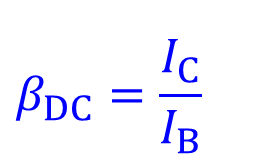 β_DC = I_C / I_B